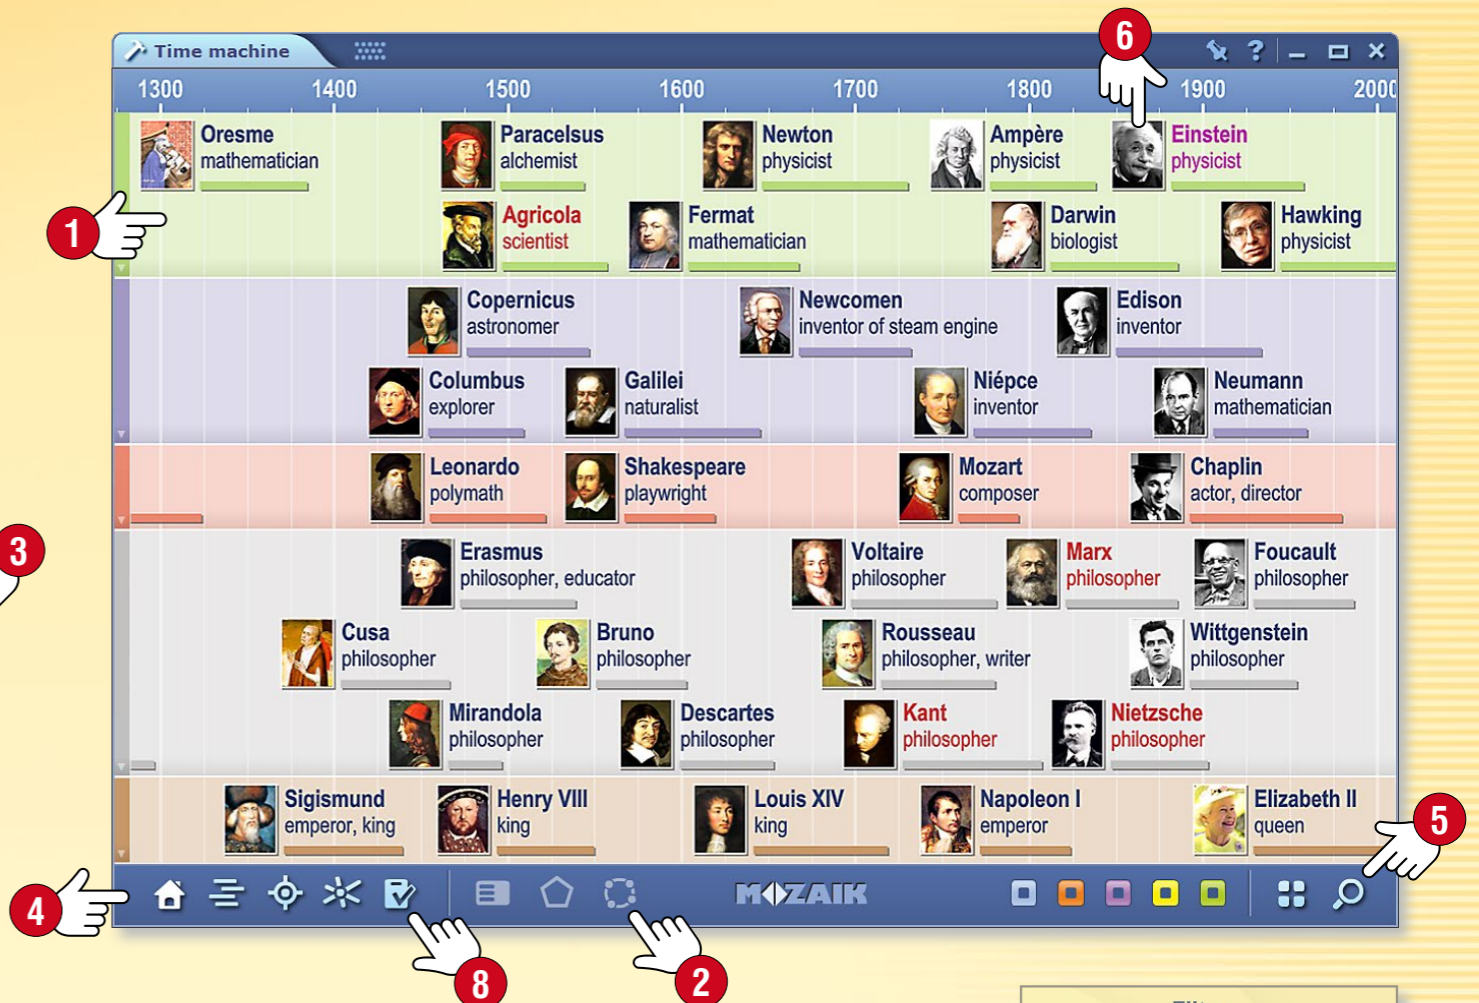 6
Time machine
?
1300 1400 1500 1600 1700 1800 1900 2000
Oresme
mathematician
Paracelsus
alchemist
Newton
physicist
Ampère
physicist
Einstein
physicist
1
Agricola
scientist
Fermat
mathematician
Darwin
biologist
Hawking
physicist
Copernicus
astronomer
Newcomen
inventor of steam engine
Edison
inventor
Columbus
explorer
Galilei
naturalist
Niépce
inventor
Neumann
mathematician
Leonardo
polymath
Shakespeare
playwright
Mozart
composer
Chaplin
actor, director
3
Erasmus
philosopher, educator
Voltaire
philosopher
Marx
philosopher
Foucault
philosopher
Cusa
philosopher
Bruno
philosopher
Rousseau
philosopher, writer
Wittgenstein
philosopher
Mirandola
philosopher
Descartes
philosopher
Kant
philosopher
Nietzsche
philosopher
Sigismund
emperor, king
Henry VIII
king
Louis XIV
king
Napoleon I
emperor
Elizabeth II
queen
5
4
MOZAIK
8
2